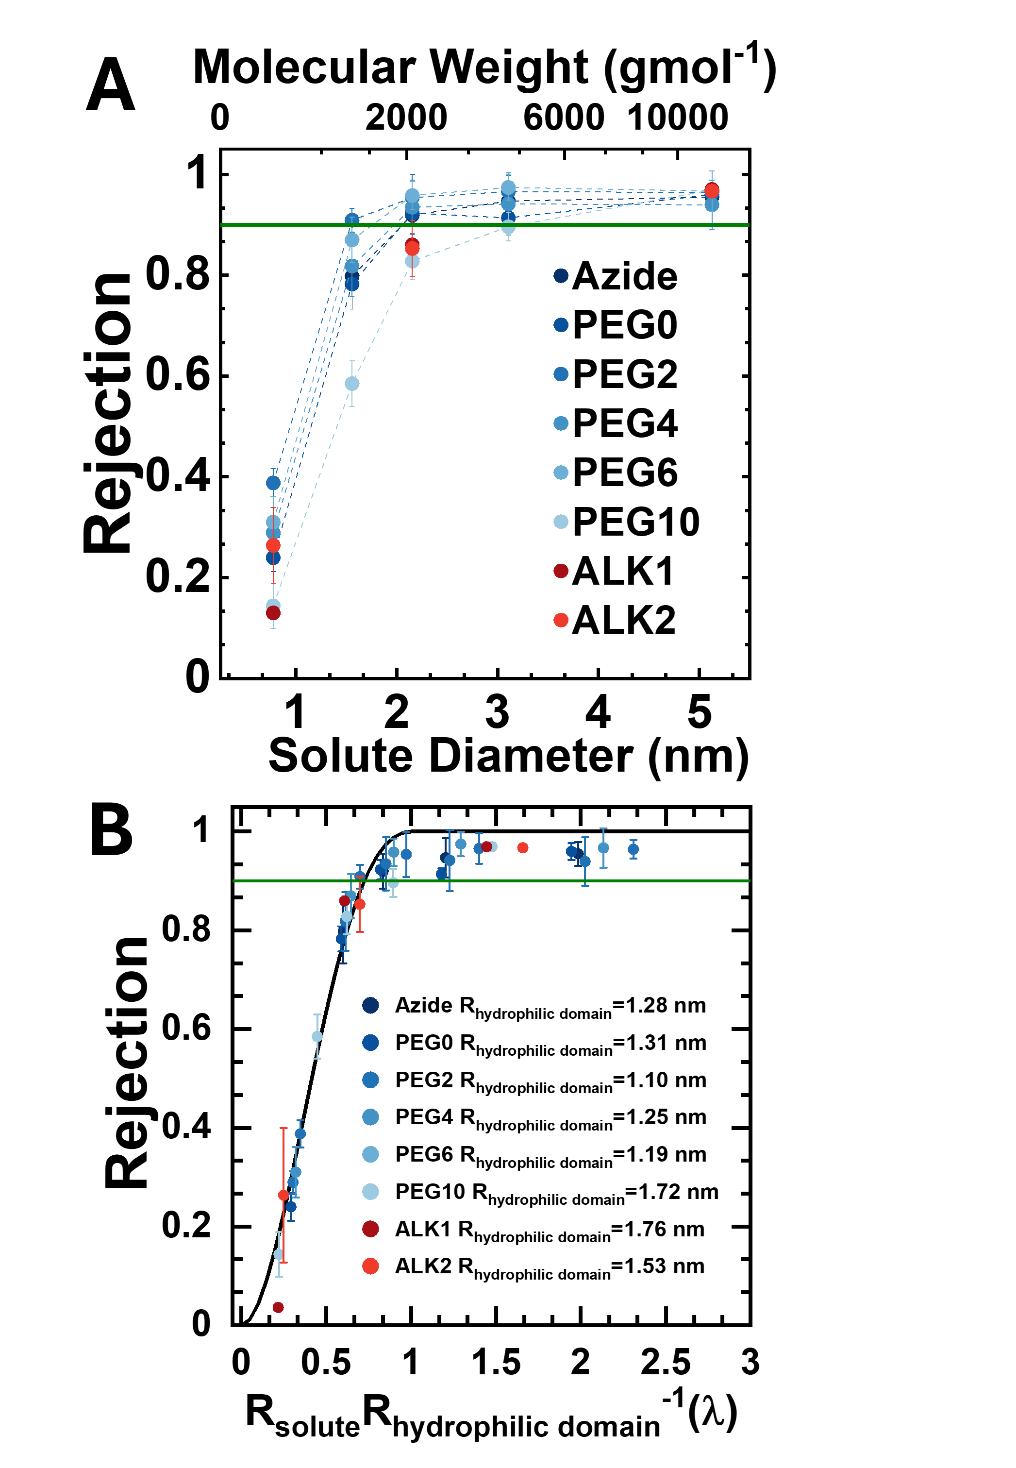 A
Molecular Weight (gmol-1)
0 2000 6000 10000
1
0.8
0.6
0.4
0.2
0
Rejection
Azide
PEG0
PEG2
PEG4
PEG6
PEG10
ALK1
ALK2
1 2 3 4 5
Solute Diameter (nm)
B
1
0.8
0.6
0.4
0.2
0
Rejection
Azide Rhydrophilic domain=1.28 nm
PEG0 Rhydrophilic domain=1.31 nm
PEG2 Rhydrophilic domain=1.10 nm
PEG4 Rhydrophilic domain=1.25 nm
PEG6 Rhydrophilic domain=1.19 nm
PEG10 Rhydrophilic domain=1.72 nm
ALK1 Rhydrophilic domain=1.76 nm
ALK2 Rhydrophilic domain=1.53 nm
0 0.5 1 1.5 2 2.5 3
RsoluteRhydrophilic domain-1(λ)